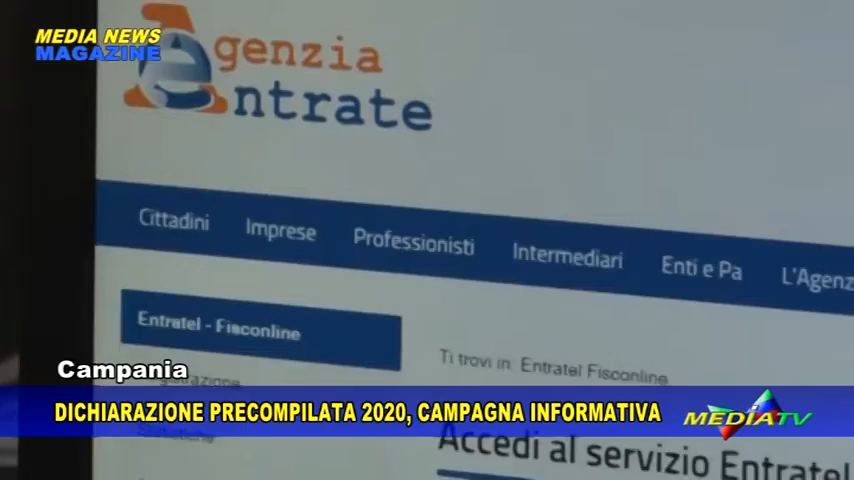 MEDIA NEWS
MAGAZINE
Agenzia
Entrate
Cittadini Imprese Professionisti Intermediari Enti e Pa L'Agenz
Entratel - Fisconline
Ti trovi in: Entratel Fisconline
Campania
DICHIARAZIONE PRECOMPILATA 2020, CAMPAGNA INFORMATIVA
MEDIATV
Accedi al servizio Entratel